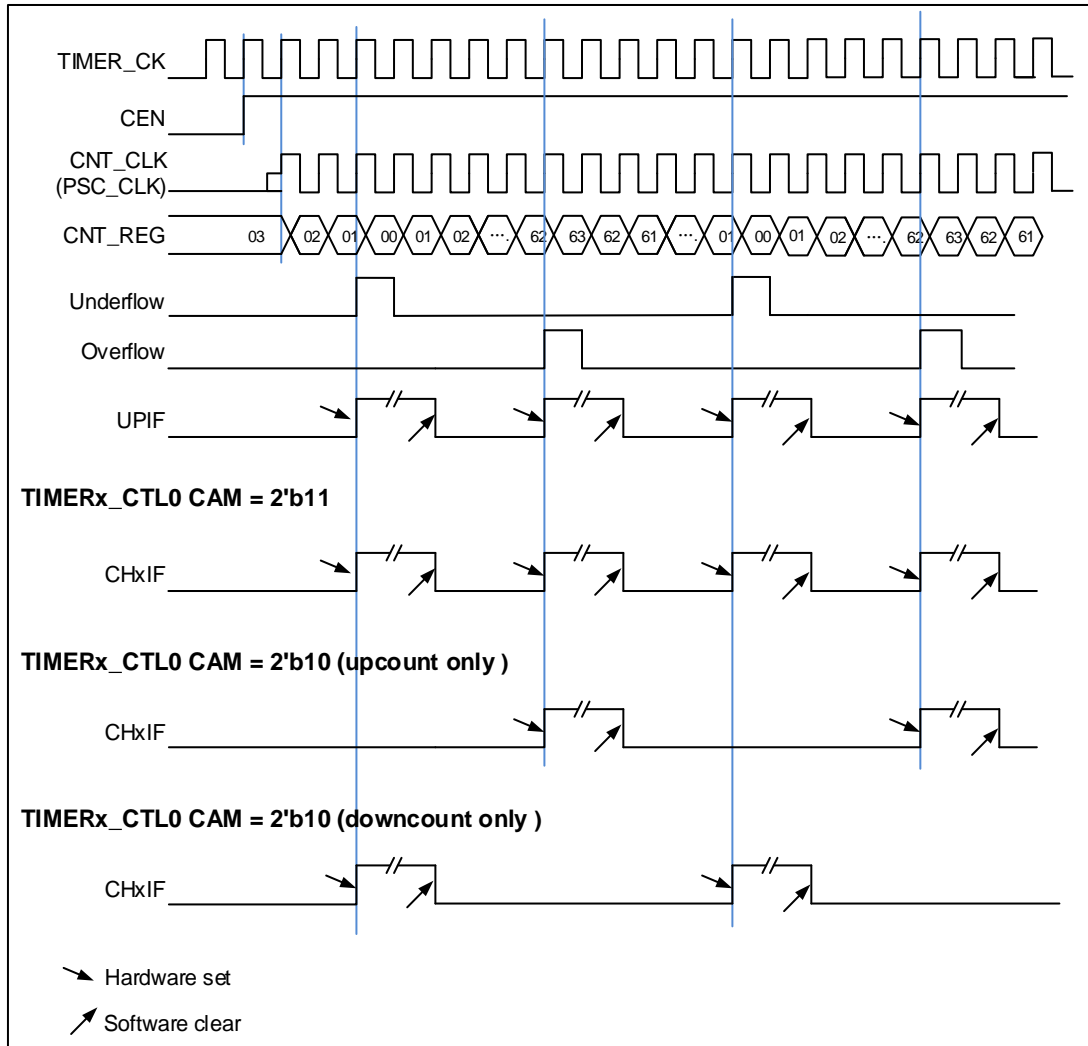 TIMER_CK
CEN
CNT_CLK
(PSC_CLK)
CNT_REG 03 02 01 00 01 02 .... 62 63 62 61 .... 01 00 01 02 .... 62 63 62 61
Underflow
Overflow
UPIF
TIMERx_CTL0 CAM = 2'b11
CHxIF
TIMERx_CTL0 CAM = 2'b10 (upcount only )
CHxIF
TIMERx_CTL0 CAM = 2'b10 (downcount only )
CHxIF
Hardware set
Software clear